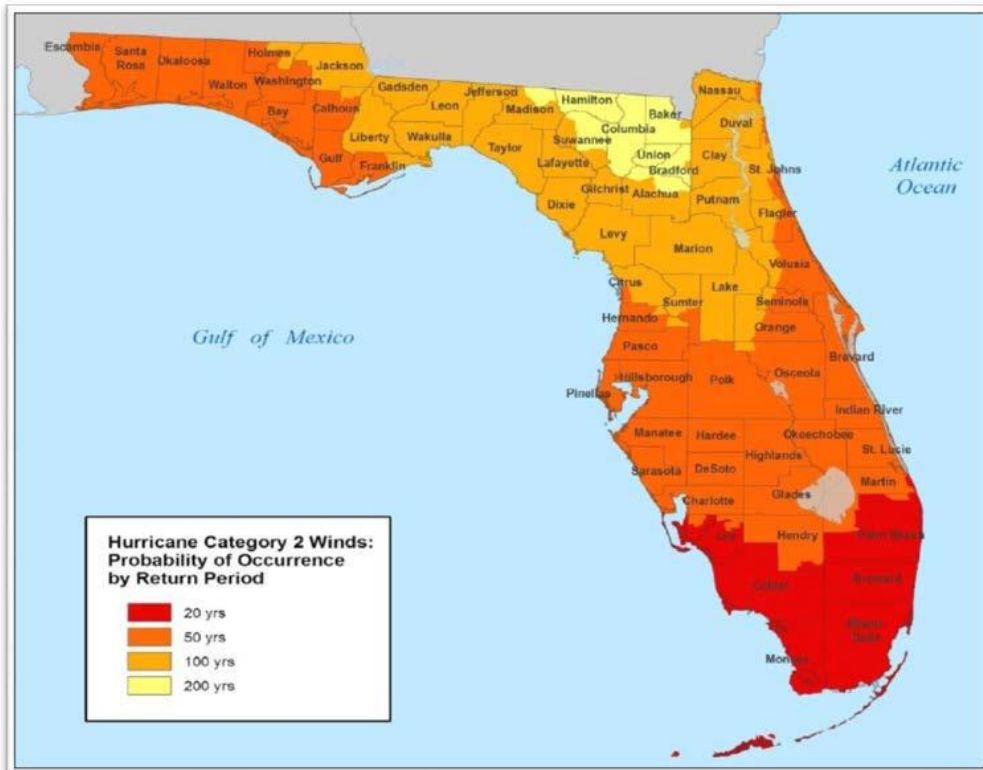 Escambia
Santa
Rosa
Okaloosa
Walton
Holmes
Washington
Bay
Jackson
Calhoun
Gulf
Gadsden
Liberty
Franklin
Leon
Wakulla
Jefferson
Madison
Taylor
Hamilton
Suwannee
Lafayette
Dixie
Columbia
Baker
Union
Bradford
Gilchrist
Alachua
Nassau
Duval
Clay
St. Johns
Putnam
Flagler
Levy
Marion
Volusia
Citrus
Sumter
Lake
Seminole
Hernando
Orange
Pasco
Brevard
Pinellas
Hillsborough
Polk
Osceola
Indian River
Manatee
Hardee
Okeechobee
Highlands
St. Lucie
Sarasota
DeSoto
Martin
Charlotte
Glades
Lee
Hendry
Palm Beach
Collier
Broward
Miami-
Dade
Monroe
Atlantic
Ocean
Gulf of Mexico
Hurricane Category 2 Winds:
Probability of Occurrence
by Return Period
20 yrs
50 yrs
100 yrs
200 yrs